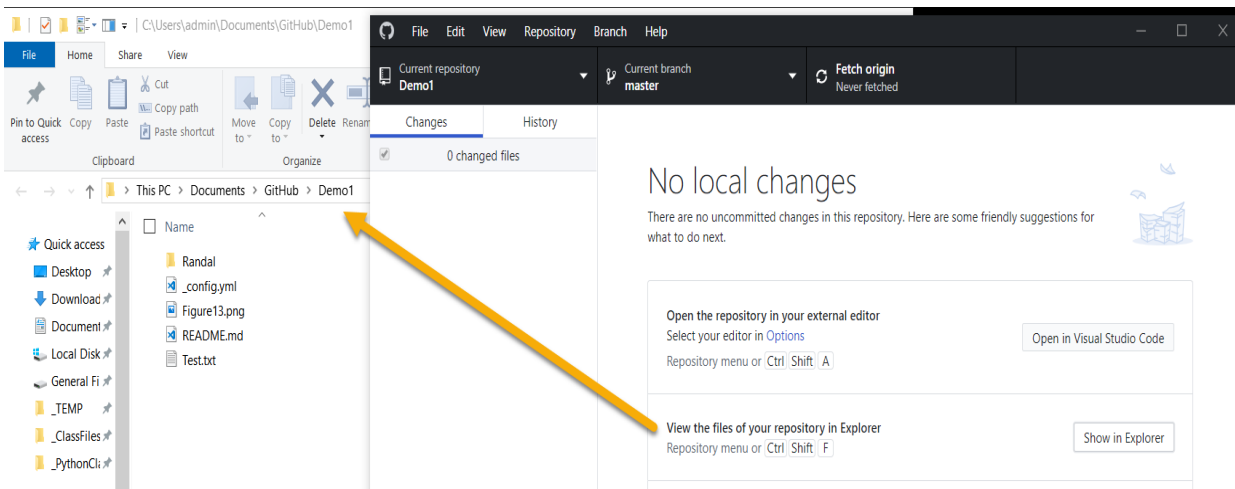 C:\Users\admin\Documents\GitHub\Demo1
File Home Share View
Pin to Quick access
Copy
Paste
Cut
Copy path
Paste shortcut
Move to
Copy to
Delete
Renam
Clipboard
Organize
This PC > Documents > GitHub > Demo1
Quick access
Desktop
Download
Document
Local Disk
General Fi
_TEMP
_ClassFiles
_PythonCl
Name
Randal
_config.yml
Figure13.png
README.md
Test.txt
File Edit View Repository Branch Help
Current repository
Demo1
Current branch
master
Fetch origin
Never fetched
Changes History
0 changed files
No local changes
There are no uncommitted changes in this repository. Here are some friendly suggestions for
what to do next.
Open the repository in your external editor
Select your editor in Options
Repository menu or Ctrl Shift A
Open in Visual Studio Code
View the files of your repository in Explorer
Repository menu or Ctrl Shift F
Show in Explorer